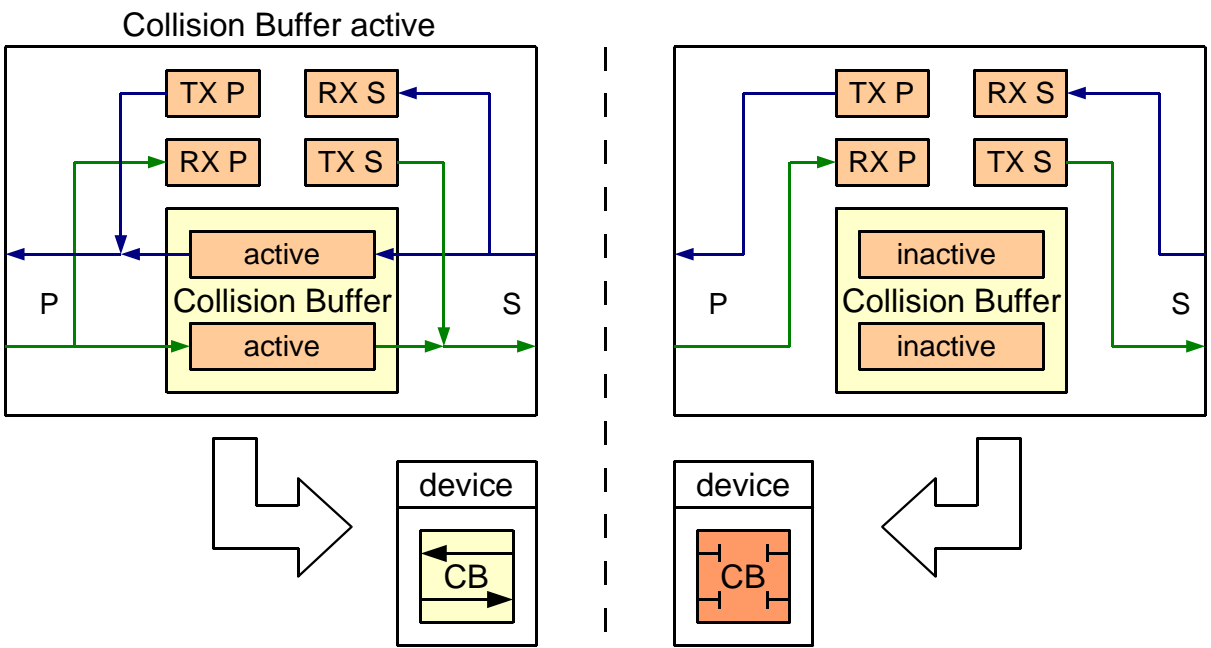 Collision Buffer active
TX P RX S
RX P TX S
active
P Collision Buffer S
active
TX P RX S
RX P TX S
inactive
P Collision Buffer S
inactive
device
CB
device
CB